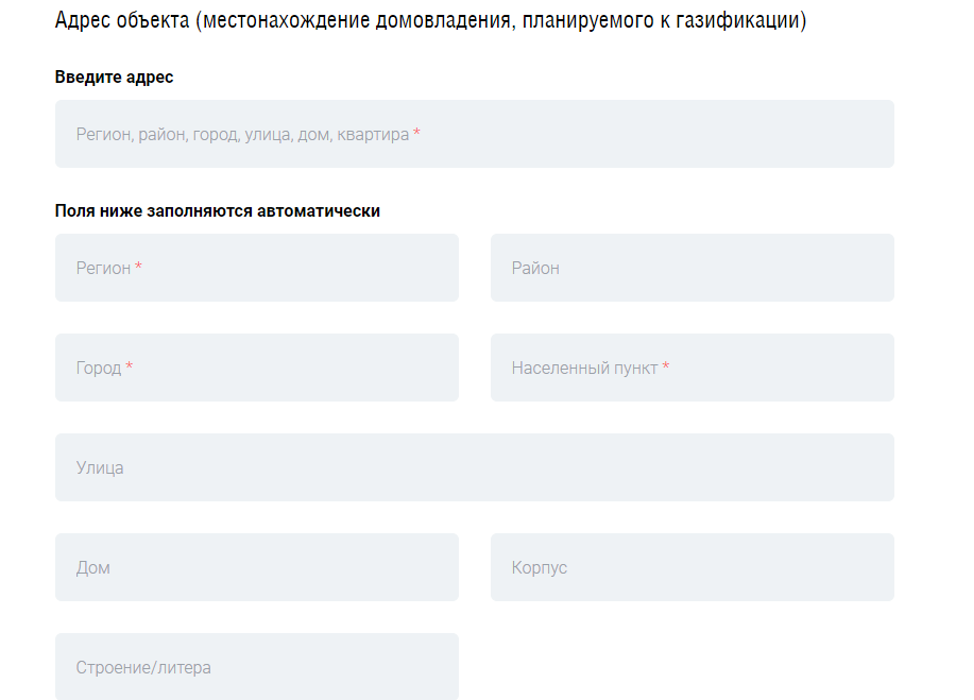 Адрес объекта (местонахождение домовладения, планируемого к газификации)
Введите адрес
Регион, район, город, улица, дом, квартира *
Поля ниже заполняются автоматически
Регион *
Район
Город *
Населенный пункт *
Улица
Дом
Корпус
Строение/литера